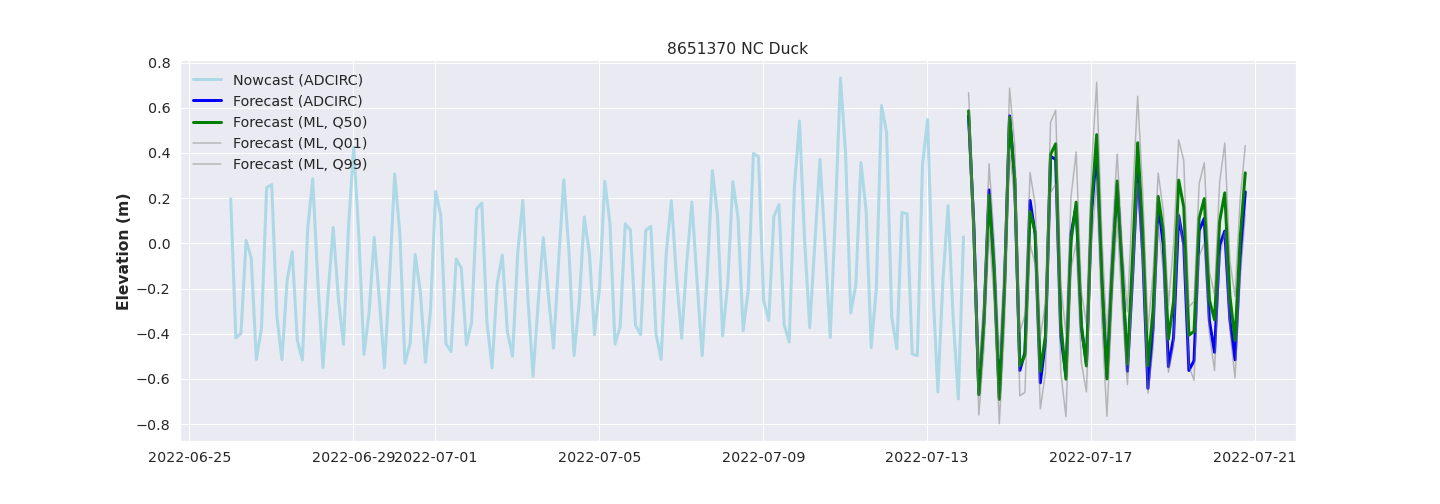 8651370 NC Duck
0.8
0.6
0.4
0.2
0.0
−0.2
−0.4
−0.6
−0.8
Elevation (m)
Nowcast (ADCIRC)
Forecast (ADCIRC)
Forecast (ML, Q50)
Forecast (ML, Q01)
Forecast (ML, Q99)
2022-06-25 2022-06-29 2022-07-01 2022-07-05 2022-07-09 2022-07-13 2022-07-17 2022-07-21